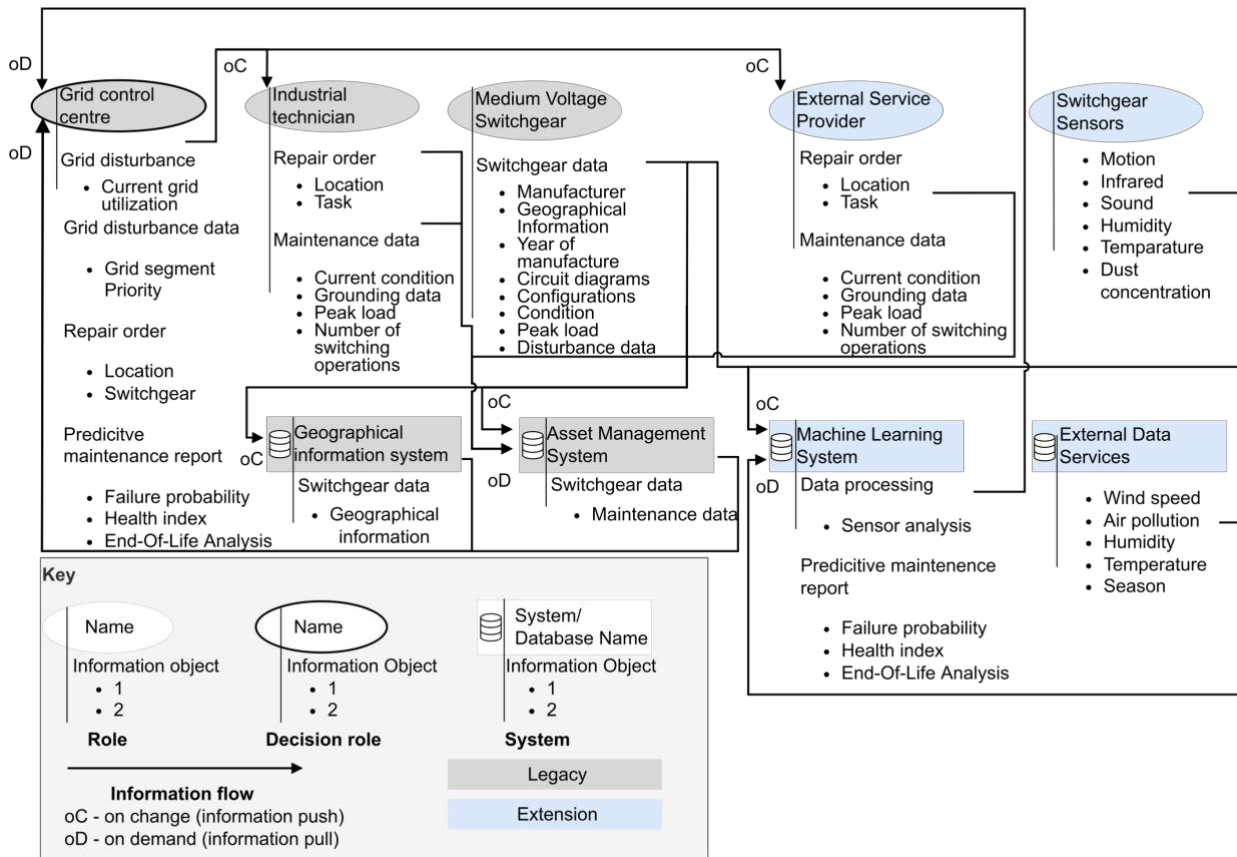 oD
Grid control
centre
oD
Grid disturbance
• Current grid
utilization
Grid disturbance data
• Grid segment
Priority
Repair order
• Location
• Switchgear
Predicitve
maintenance report
• Failure probability
• Health index
• End-Of-Life Analysis
oC
Industrial
technician
Repair order
• Location
• Task
Maintenance data
• Current condition
• Grounding data
• Peak load
• Number of
switching
operations
Medium Voltage
Switchgear
Switchgear data
• Manufacturer
• Geographical
Information
• Year of
manufacture
• Circuit diagrams
• Configurations
• Condition
• Peak load
• Disturbance data
oC
External Service
Provider
Repair order
• Location
• Task
Maintenance data
• Current condition
• Grounding data
• Peak load
• Number of switching
operations
Switchgear
Sensors
• Motion
• Infrared
• Sound
• Humidity
• Temparature
• Dust
concentration
oC
Geographical
information system
Switchgear data
• Geographical
information
oC
oD
Asset Management
System
Switchgear data
• Maintenance data
oC
oD
Machine Learning
System
Data processing
• Sensor analysis
Predicitive maintenence
report
• Failure probability
• Health index
• End-Of-Life Analysis
External Data
Services
• Wind speed
• Air pollution
• Humidity
• Temperature
• Season
Key
Name
Information object
• 1
• 2
Role
Name
Information Object
• 1
• 2
Decision role
System/
Database Name
Information Object
• 1
• 2
System
Information flow
oC - on change (information push)
oD - on demand (information pull)
Legacy
Extension